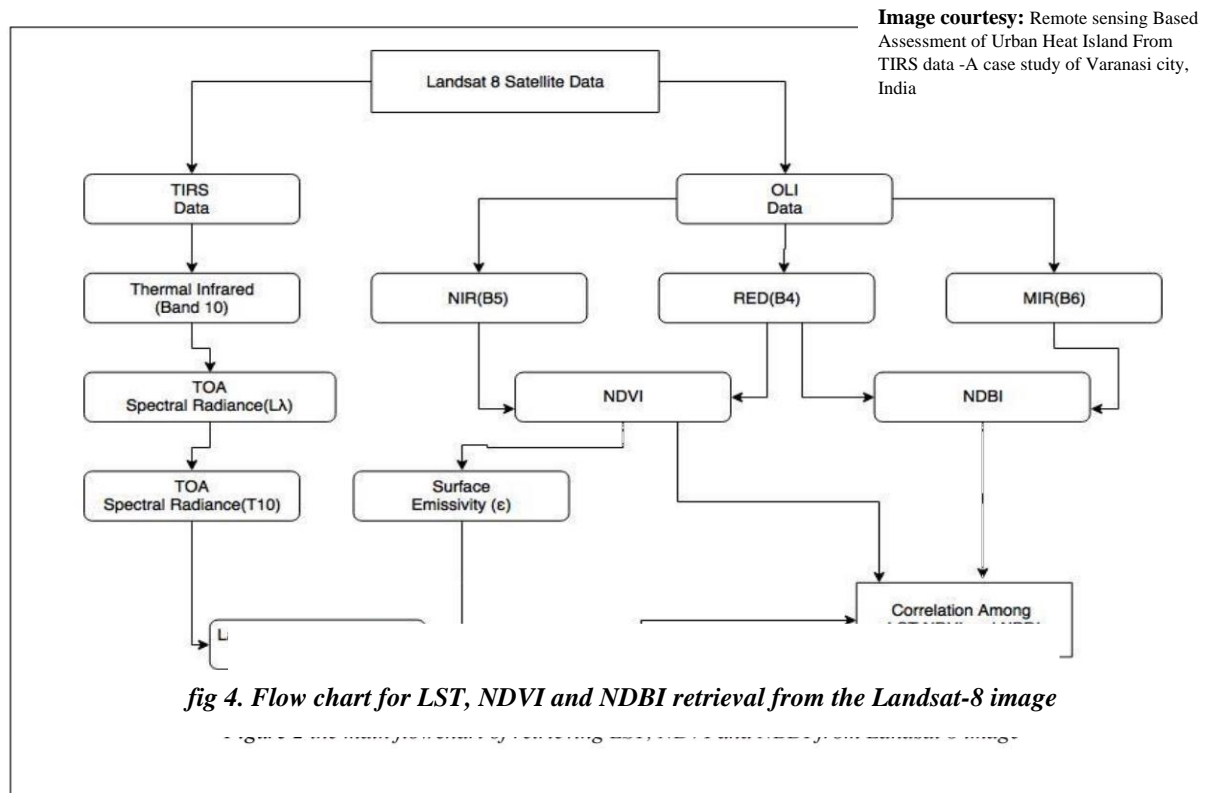 Image courtesy: Remote sensing Based
Assessment of Urban Heat Island From
TIRS data -A case study of Varanasi city,
India
Landsat 8 Satellite Data
TIRS
Data
OLI
Data
Thermal Infrared
(Band 10)
NIR(B5)
RED(B4)
MIR(B6)
TOA
Spectral Radiance(Lλ)
NDVI
NDBI
TOA
Spectral Radiance(T10)
Surface
Emissivity (ε)
Correlation Among
fig 4. Flow chart for LST, NDVI and NDBI retrieval from the Landsat-8 image